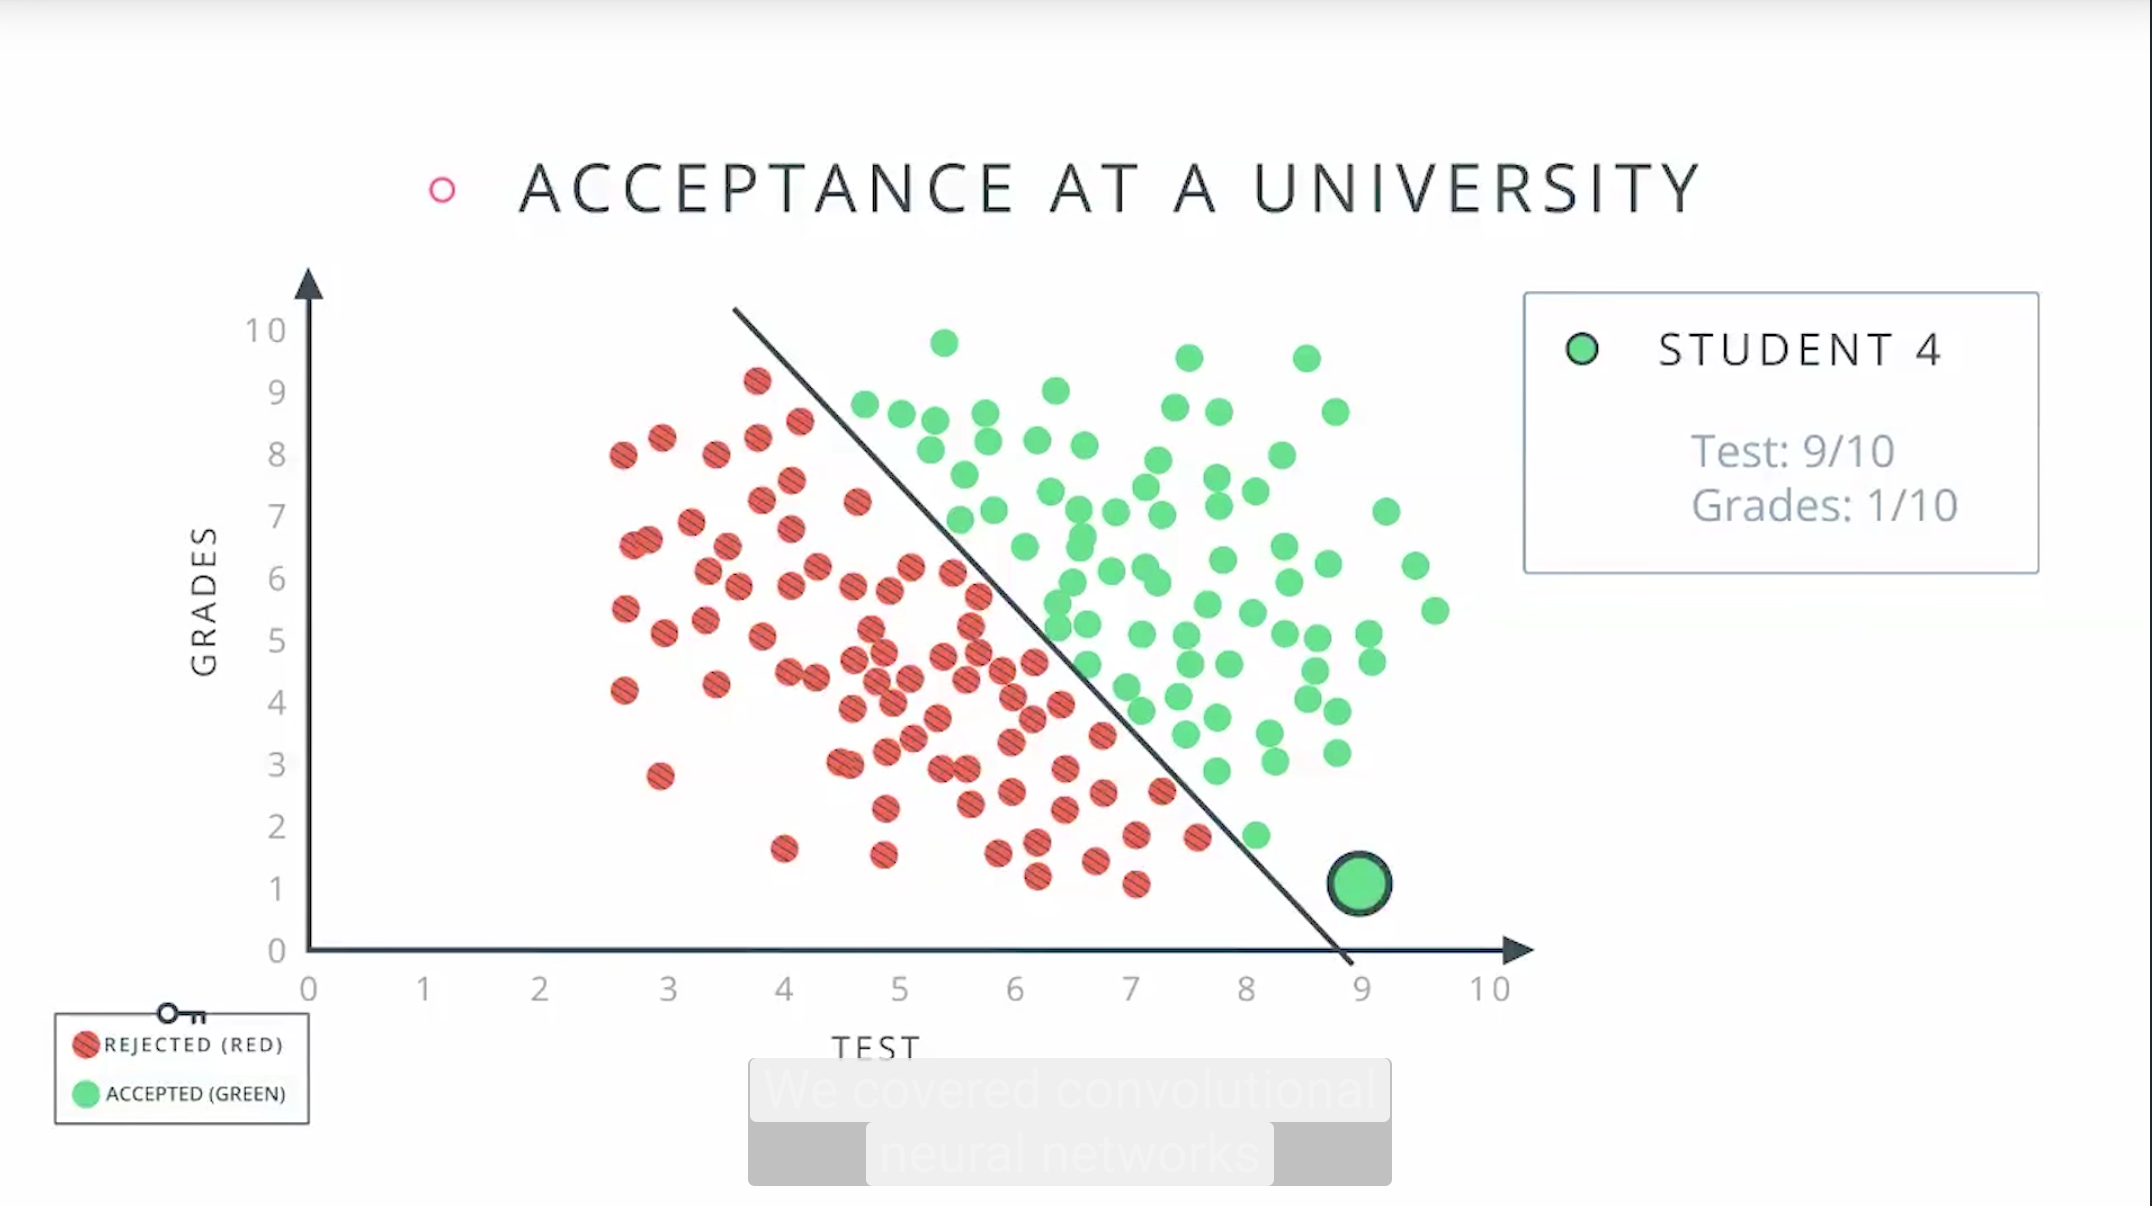 ACCEPTANCE AT A UNIVERSITY
STUDENT 4
Test: 9/10
Grades: 1/10
GRADES
10
9
8
7
6
5
4
3
2
1
0
0 1 2 3 4 5 6 7 8 9 10
TEST
REJECTED (RED)
ACCEPTED (GREEN)
We covered convolutional
neural networks